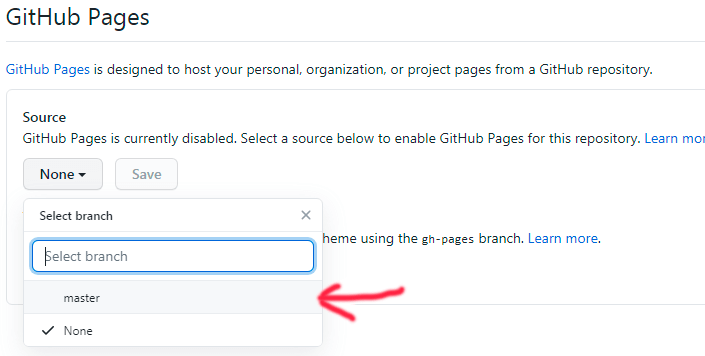 GitHub Pages
GitHub Pages is designed to host your personal, organization, or project pages from a GitHub repository.
Source
GitHub Pages is currently disabled. Select a source below to enable GitHub Pages for this repository. Learn mor
None Save
Select branch
heme using the gh-pages branch. Learn more.
Select branch
master
None